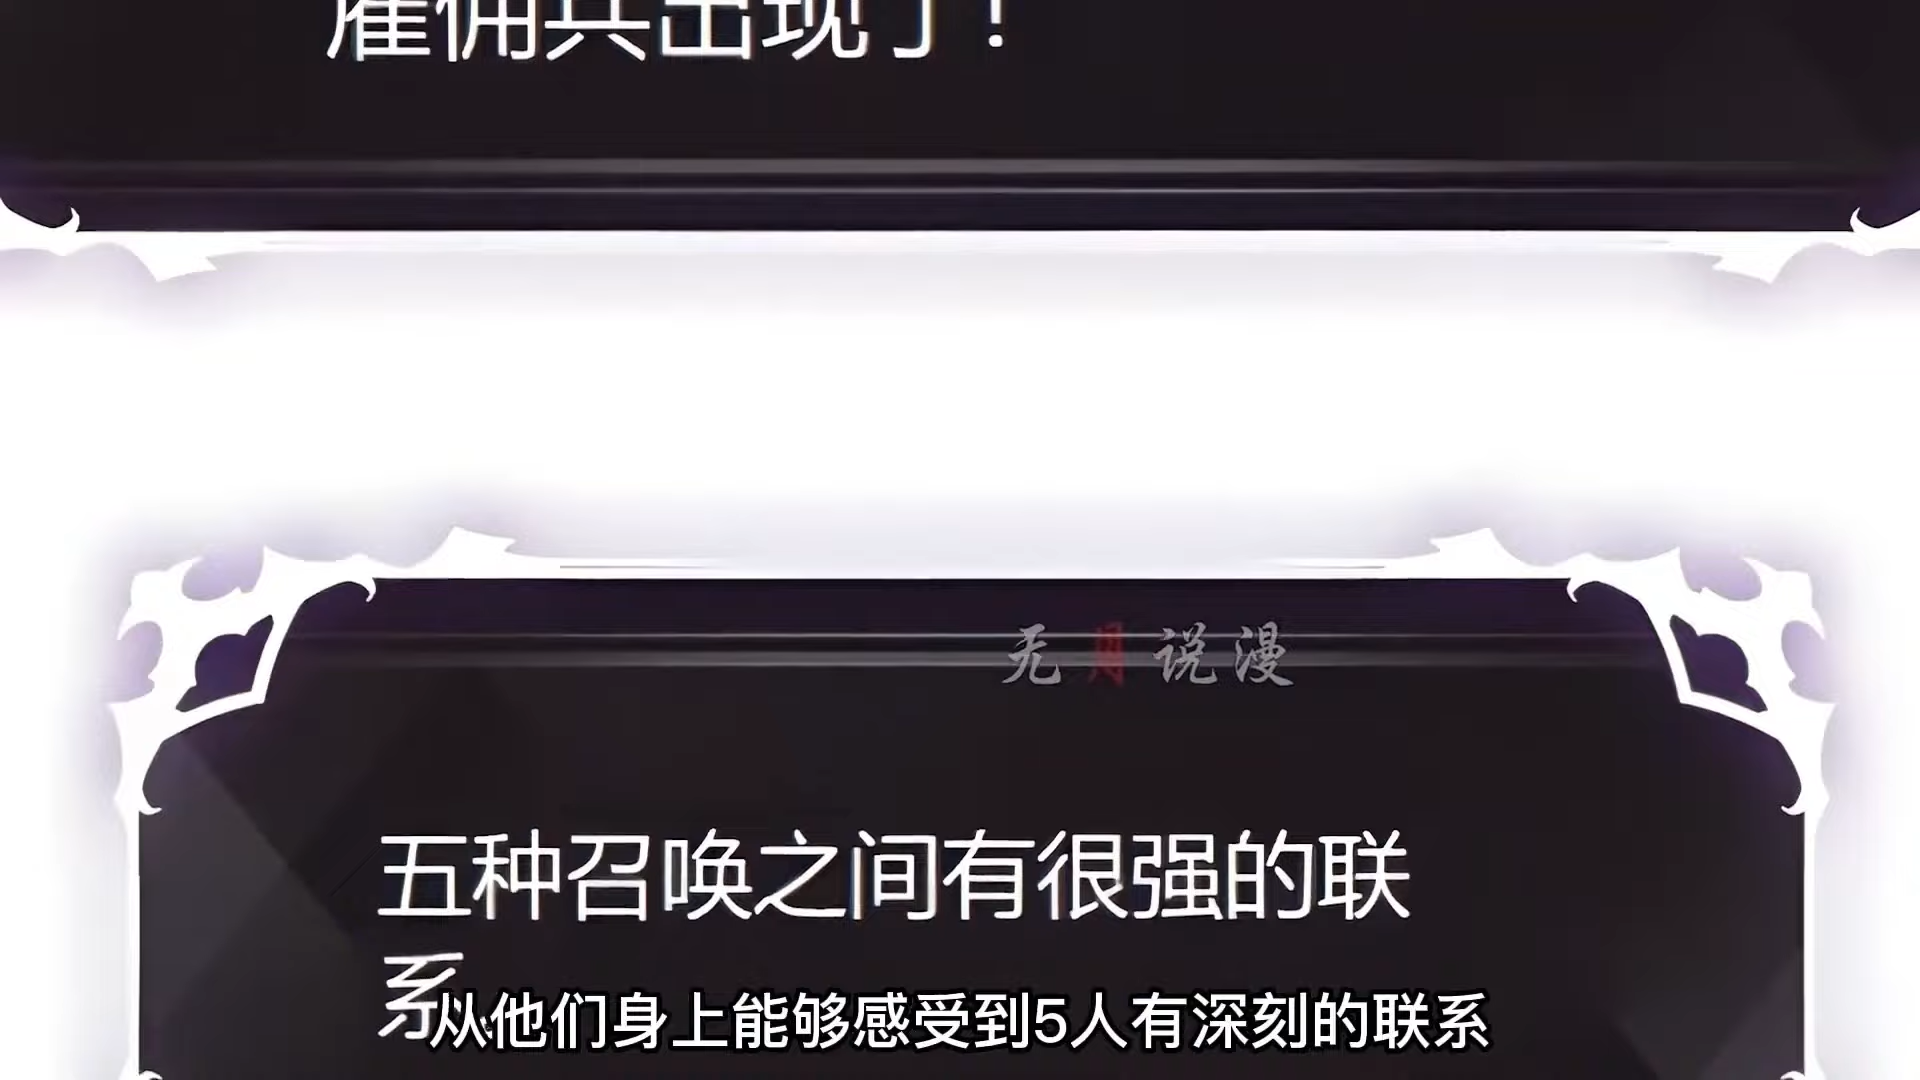 雇佣兵出现了!
无月说漫
五种召唤之间有很强的联
系
从他们身上能够感受到5人有深刻的联系